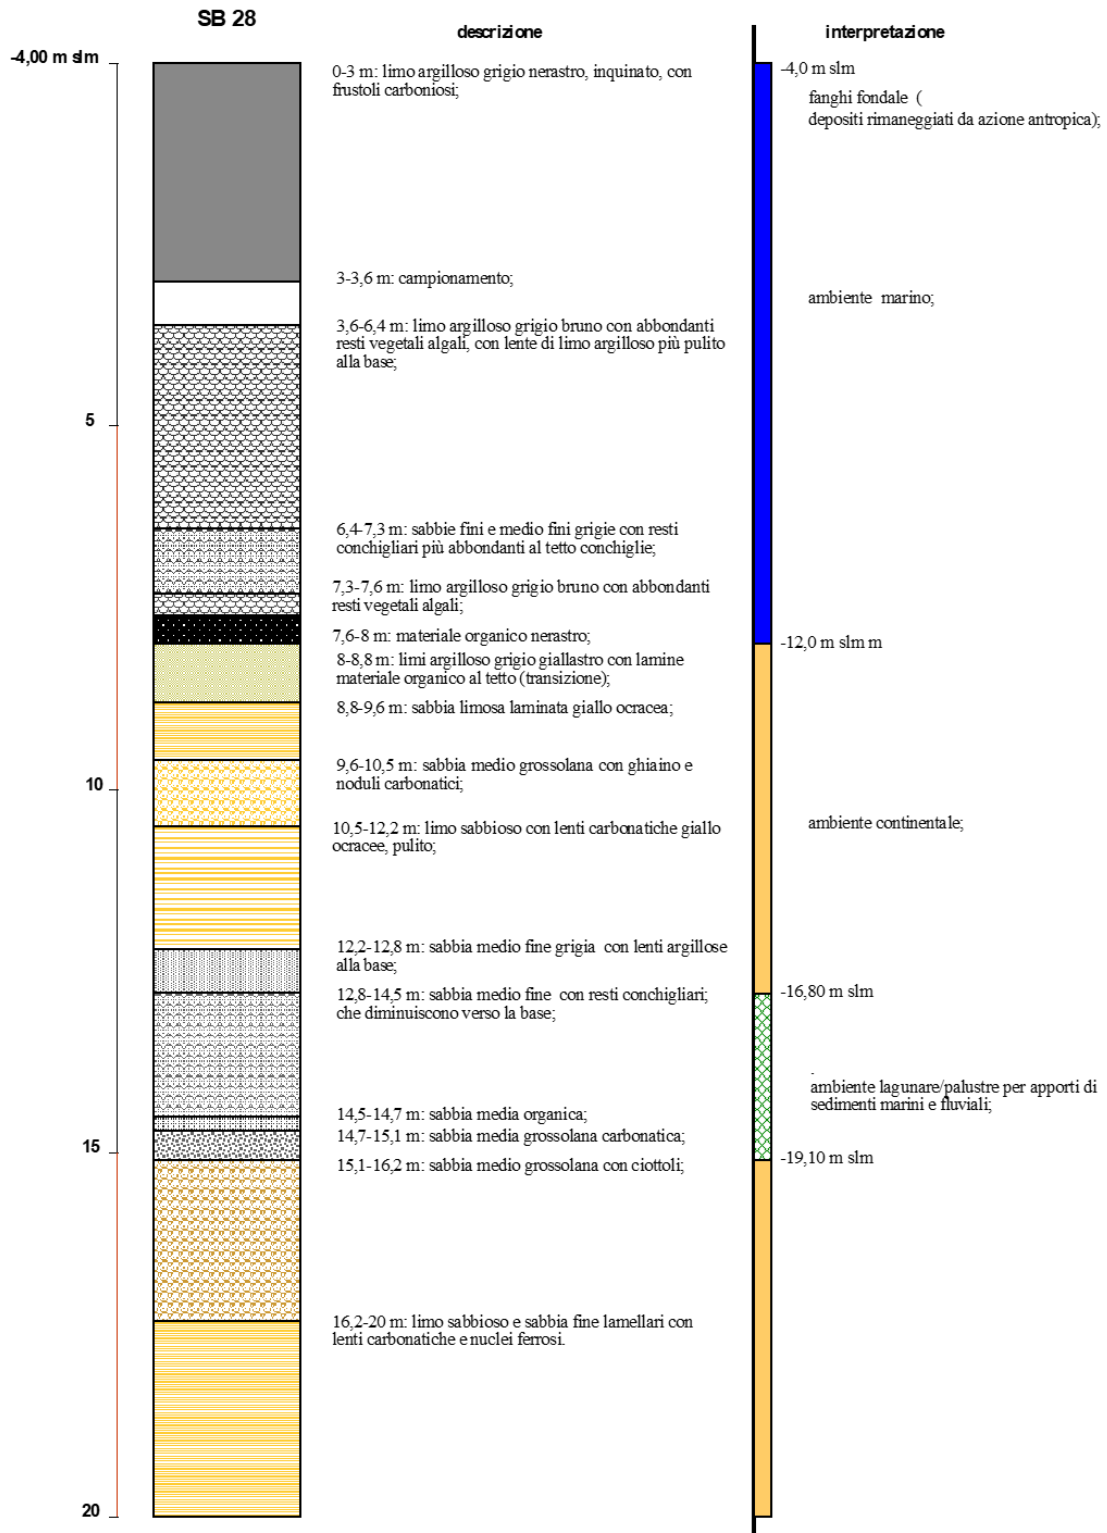 SB 28
descrizione
interpretazione
-4,00 m slm
0-3 m: limo argilloso grigio nerastro, inquinato, con
frustoli carboniosi;
-4,0 m slm
fanghi fondale (
depositi rimaneggiati da azione antropica);
3-3,6 m: campionamento;
ambiente marino;
3,6-6,4 m: limo argilloso grigio bruno con abbondanti
resti vegetali algali, con lente di limo argilloso più pulito
alla base;
5
6,4-7,3 m: sabbie fini e medio fini grigie con resti
conchigliari più abbondanti al tetto conchiglie;
7,3-7,6 m: limo argilloso grigio bruno con abbondanti
resti vegetali algali;
7,6-8 m: materiale organico nerastro;
-12,0 m slm m
8-8,8 m: limi argilloso grigio giallastro con lamine
materiale organico al tetto (transizione);
8,8-9,6 m: sabbia limosa laminata giallo ocracea;
9,6-10,5 m: sabbia medio grossolana con ghiaino e
noduli carbonatici;
10
10,5-12,2 m: limo sabbioso con lenti carbonatiche giallo
ocracee, pulito;
ambiente continentale;
12,2-12,8 m: sabbia medio fine grigia con lenti argillose
alla base;
12,8-14,5 m: sabbia medio fine con resti conchigliari;
che diminuiscono verso la base;
-16,80 m slm
.
ambiente lagunare/palustre per apporti di
sedimenti marini e fluviali;
14,5-14,7 m: sabbia media organica;
14,7-15,1 m: sabbia media grossolana carbonatica;
15
15,1-16,2 m: sabbia medio grossolana con ciottoli;
-19,10 m slm
16,2-20 m: limo sabbioso e sabbia fine lamellari con
lenti carbonatiche e nuclei ferrosi.
20